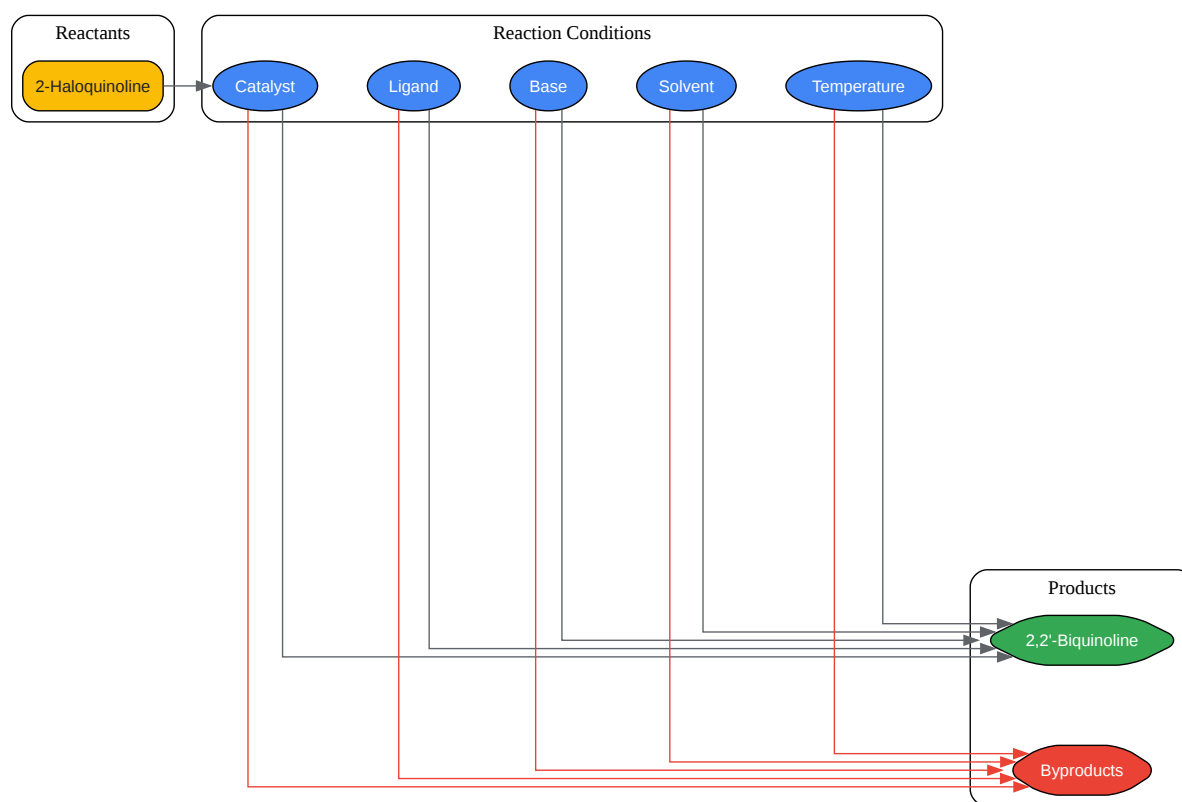 Reactants
Reaction Conditions
2-Haloquinoline
Catalyst
Ligand
Base
Solvent
Temperature
Products
2,2'-Biquinoline
Byproducts